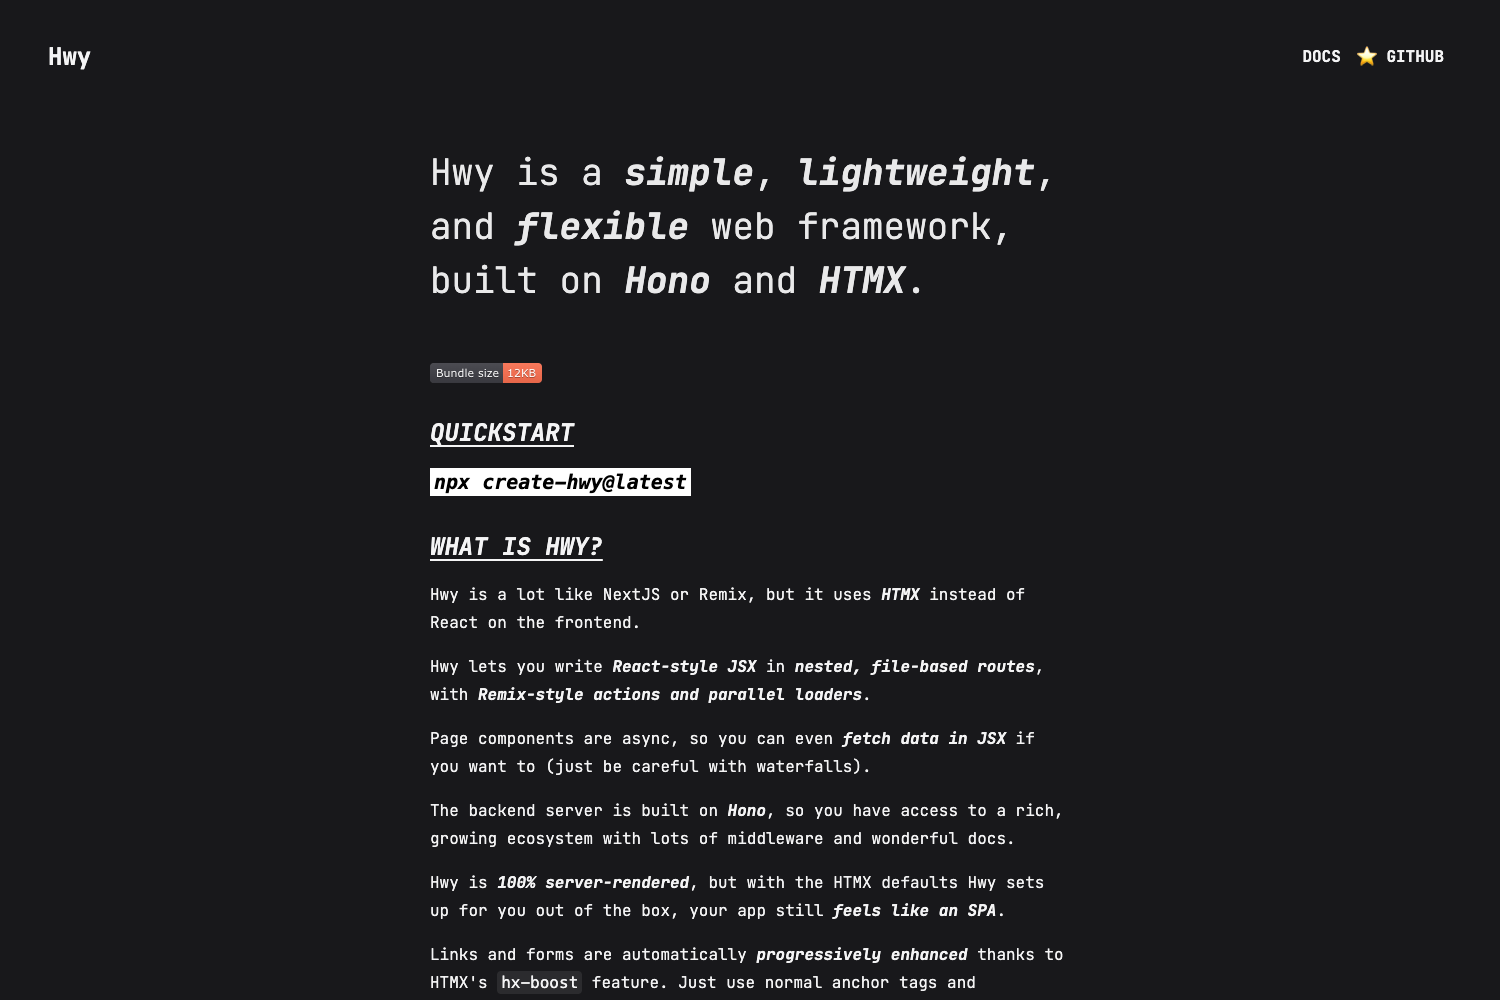 Hwy
DOCS ⭐ GITHUB
Hwy is a simple, lightweight,
and flexible web framework,
built on Hono and HTMX.
Bundle size 12KB
QUICKSTART
npx create-hwy@latest
WHAT IS HWY?
Hwy is a lot like NextJS or Remix, but it uses HTMX instead of
React on the frontend.
Hwy lets you write React-style JSX in nested, file-based routes,
with Remix-style actions and parallel loaders.
Page components are async, so you can even fetch data in JSX if
you want to (just be careful with waterfalls).
The backend server is built on Hono, so you have access to a rich,
growing ecosystem with lots of middleware and wonderful docs.
Hwy is 100% server-rendered, but with the HTMX defaults Hwy sets
up for you out of the box, your app still feels like an SPA.
Links and forms are automatically progressively enhanced thanks to
HTMX's hx-boost feature. Just use normal anchor tags and